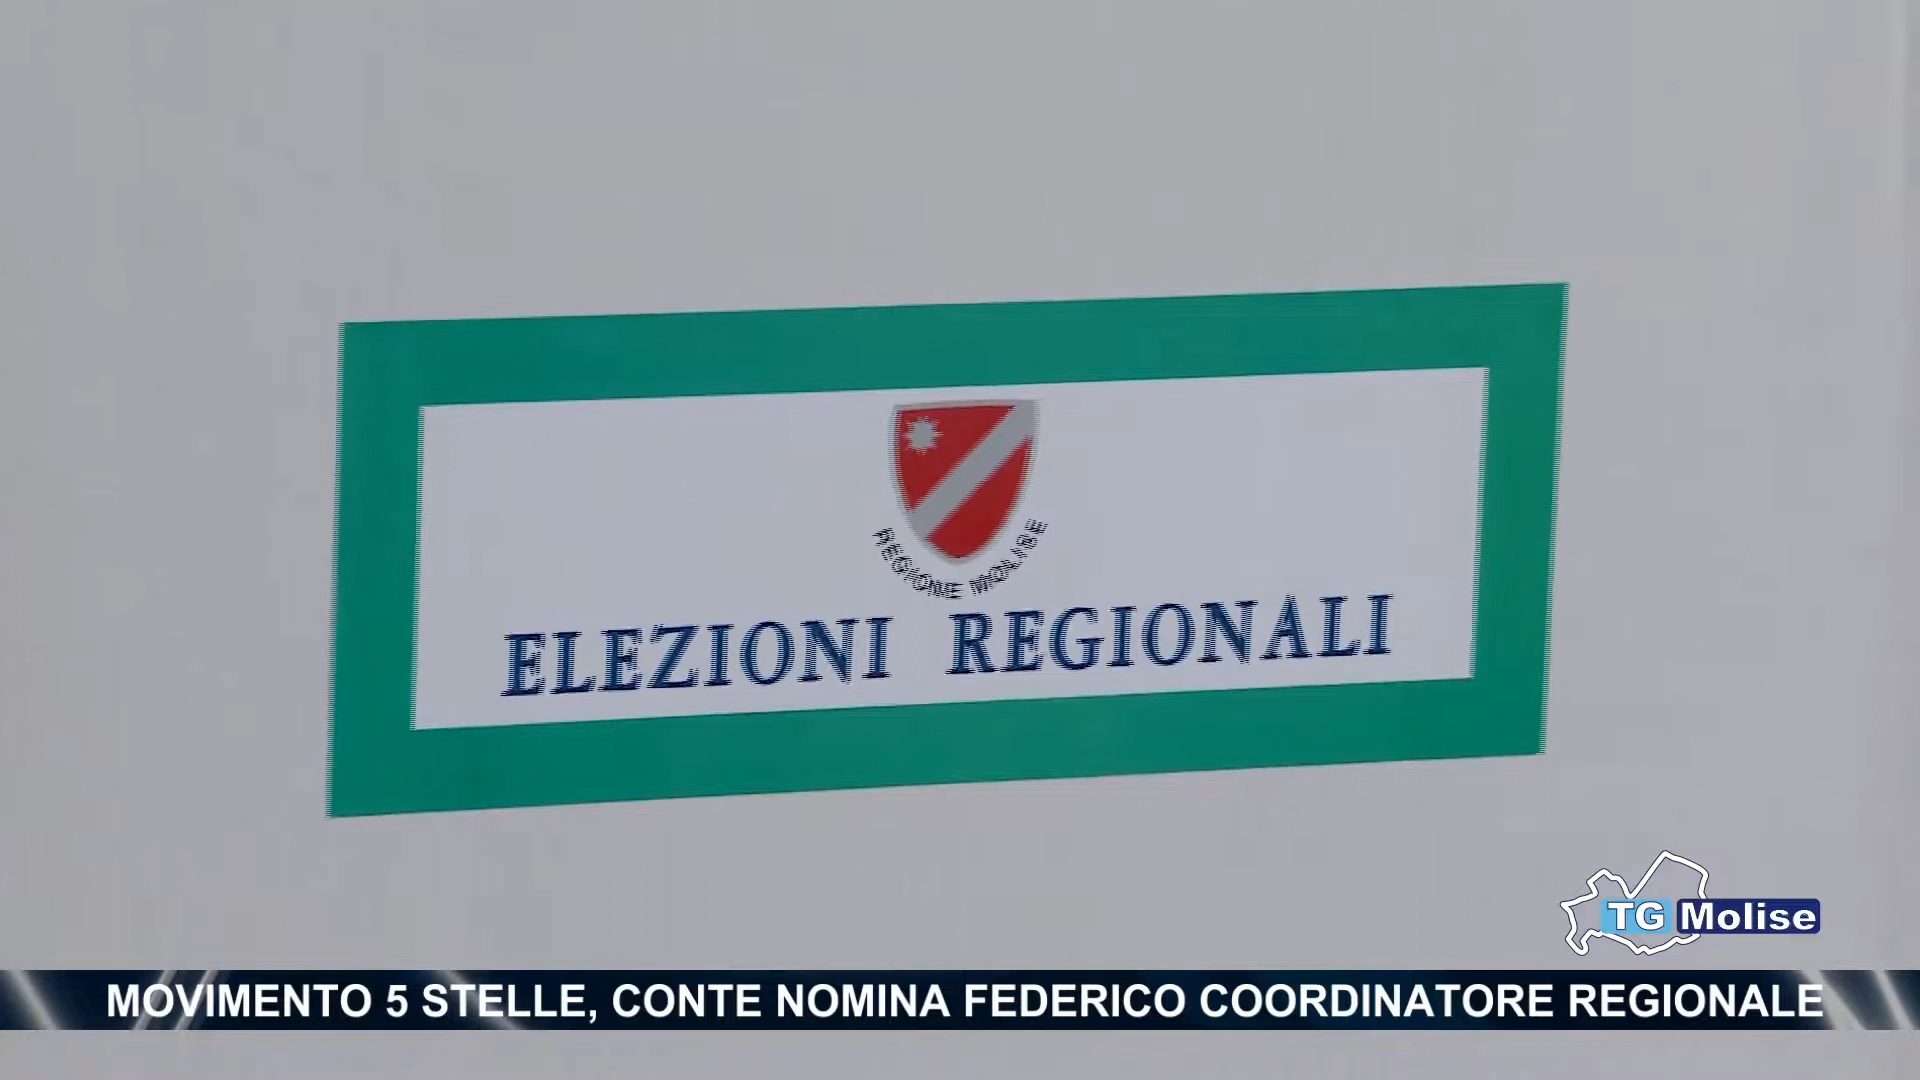 REGIONE MOLISE
ELEZIONI REGIONALI
TG Molise
MOVIMENTO 5 STELLE, CONTE NOMINA FEDERICO COORDINATORE REGIONALE